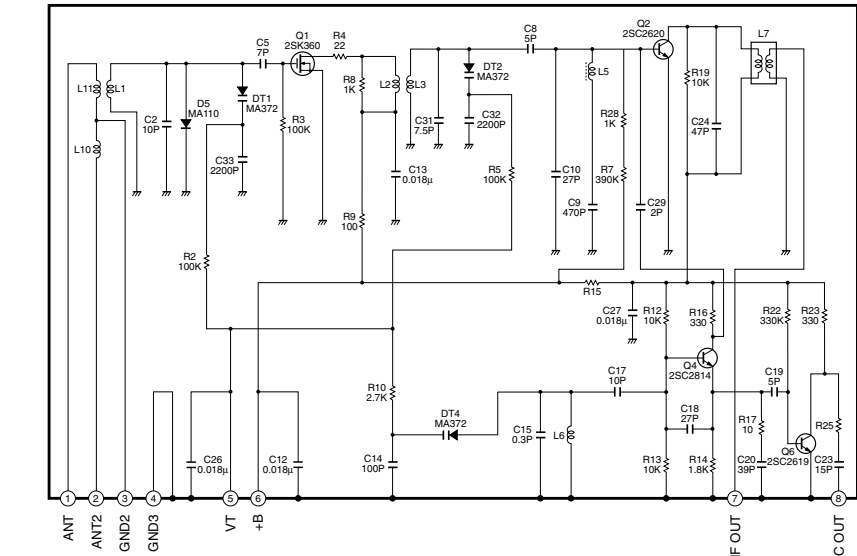 C8
5P
Q2
2SC2620
L7
Q1
2SK360
R4
22
C5
7P
DT2
MA372
R8
1K
L5
R19
10K
L11
L1
D5
MA110
DT1
MA372
L2
L3
C2
10P
R3
100K
C31
7.5P
C32
2200P
R28
1K
C24
47P
L10
C33
2200P
C13
0.018µ
R5
100K
C10
27P
R7
390K
C9
470P
C29
2P
R9
100
R2
100K
R15
C27
0.018µ
R12
10K
R16
330
R22
330K
R23
330
Q4
2SC2814
R10
2.7K
C17
10P
C19
5P
DT4
MA372
C18
27P
R17
10
R25
C15
0.3P
L6
Q6
2SC2619
C26
0.018µ
C12
0.018µ
C14
100P
R13
10K
R14
1.8K
C20
39P
C23
15P
1
2
3
4
5
6
7
8
ANT
ANT2
GND2
GND3
VT
+B
IF OUT
C OUT